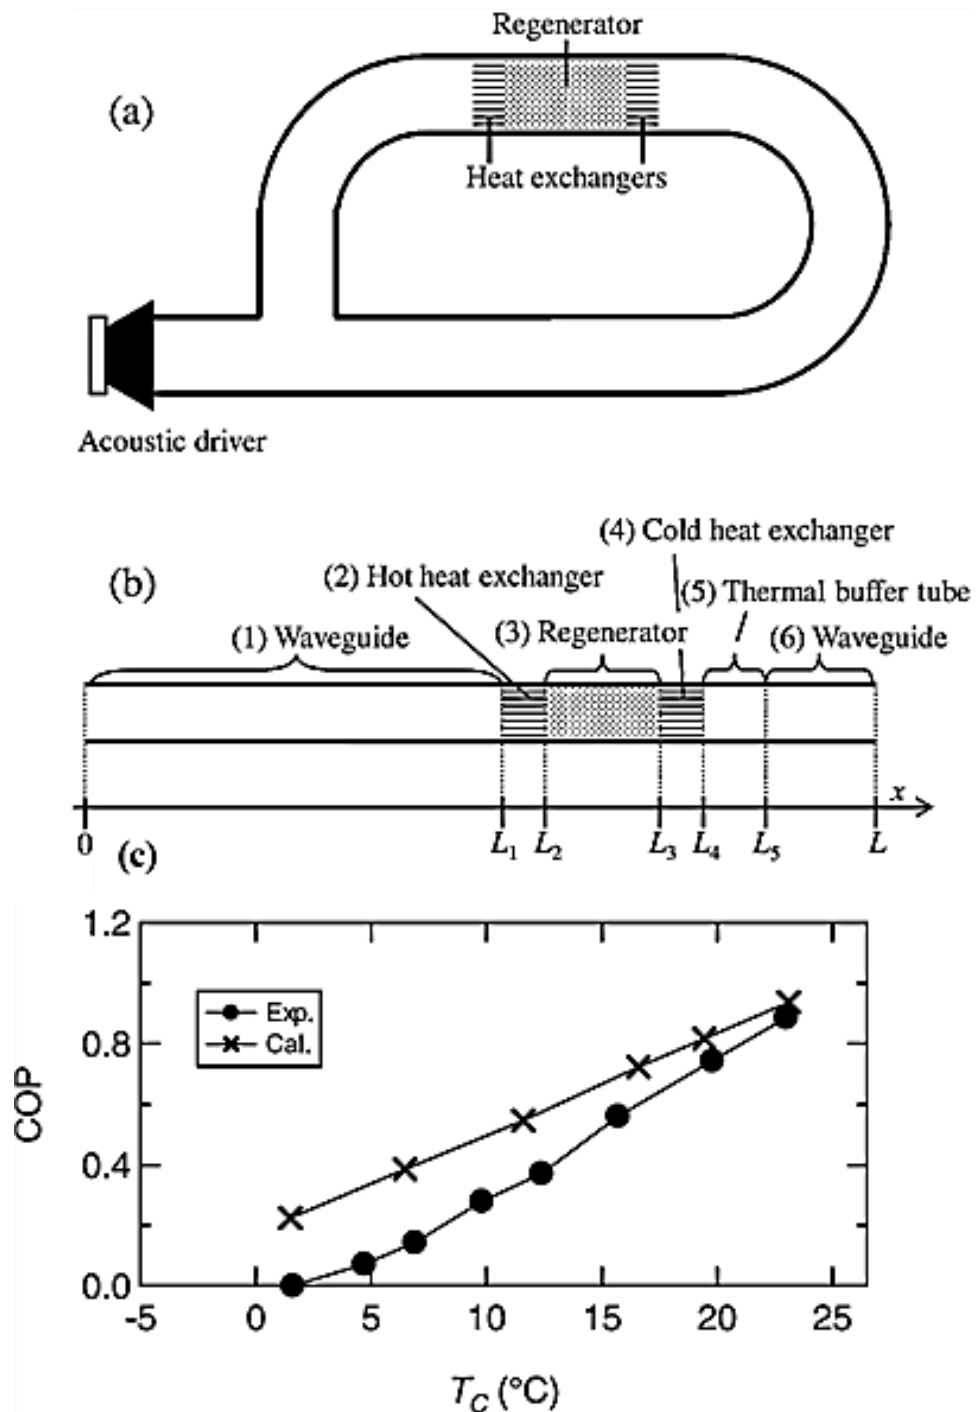 Regenerator
(a)
Heat exchangers
Acoustic driver
(4) Cold heat exchanger
(b)
(2) Hot heat exchanger
(5) Thermal buffer tube
(1) Waveguide
(3) Regenerator
(6) Waveguide
x
0
L1
L2
L3
L4
L5
L
(c)
1.2
Exp.
Cal.
0.8
COP
0.4
0.0
-5
0
5
10
15
20
25
TC (°C)